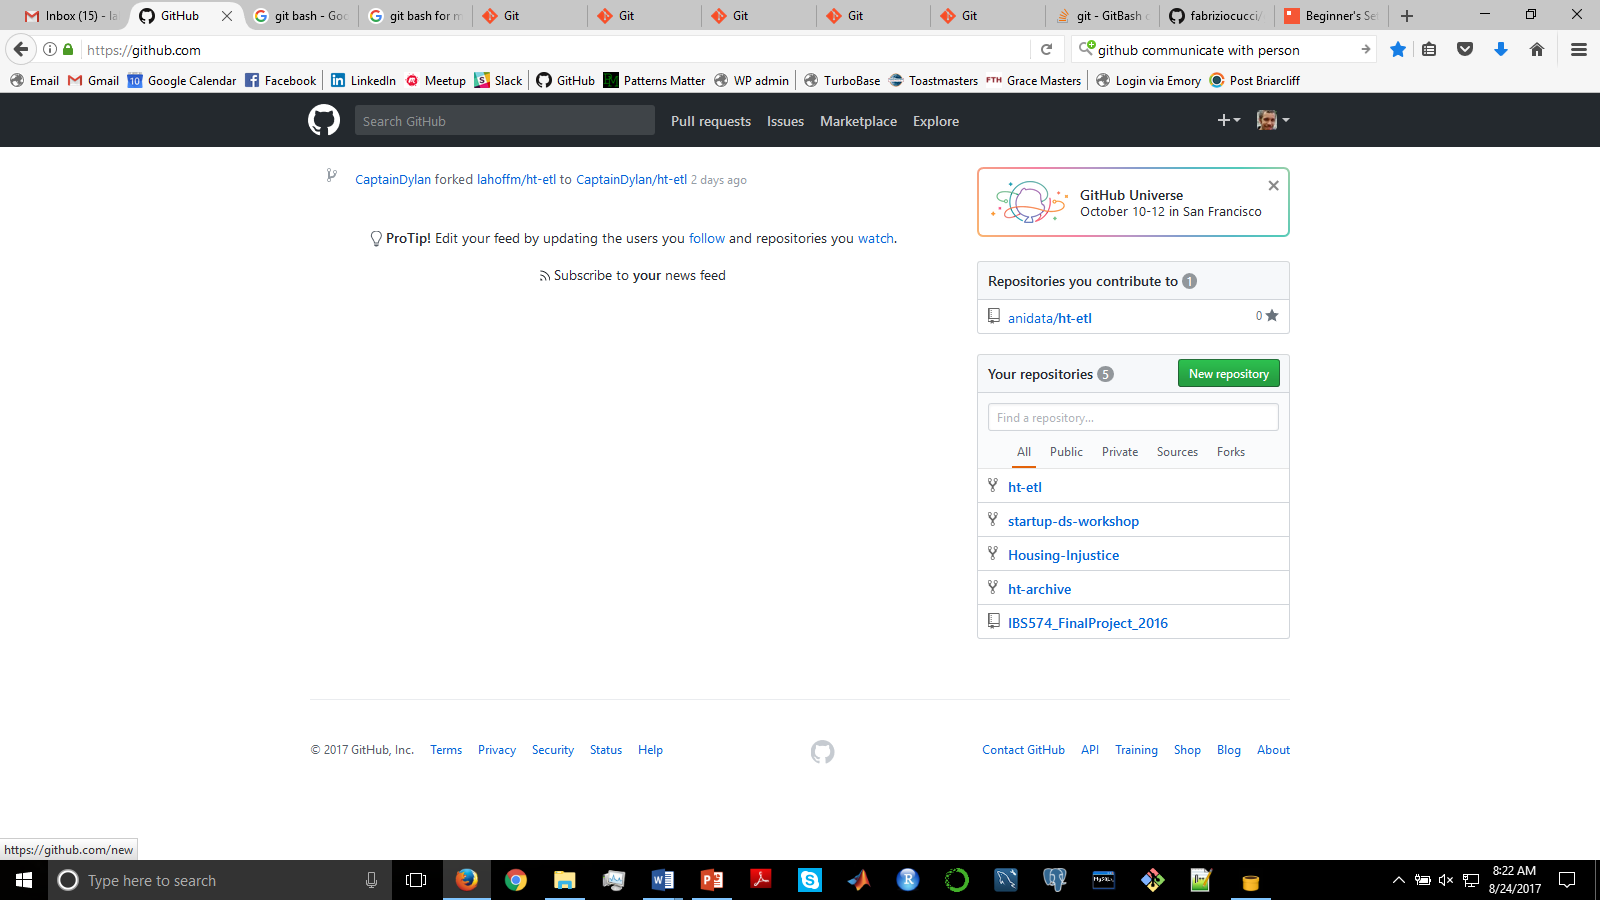 Inbox (15) - la
GitHub
git bash - Goo
git bash for m
Git
Git
Git
Git
Git
git - GitBash c
fabriziocucci/
Beginner's Set
https://github.com
github communicate with person
Email
Gmail
Google Calendar
Facebook
LinkedIn
Meetup
Slack
GitHub
Patterns Matter
WP admin
TurboBase
Toastmasters
FTH
Grace Masters
Login via Emory
Post Briarcliff
Search GitHub
Pull requests
Issues
Marketplace
Explore
CaptainDylan forked lahoffm/ht-etl to CaptainDylan/ht-etl 2 days ago
ProTip! Edit your feed by updating the users you follow and repositories you watch.
Subscribe to your news feed
GitHub Universe
October 10-12 in San Francisco
Repositories you contribute to 1
anidata/ht-etl 0
Your repositories 5
New repository
Find a repository...
All Public Private Sources Forks
ht-etl
startup-ds-workshop
Housing-Injustice
ht-archive
IBS574_FinalProject_2016
© 2017 GitHub, Inc. Terms Privacy Security Status Help
Contact GitHub API Training Shop Blog About
https://github.com/new
Type here to search
8:22 AM
8/24/2017